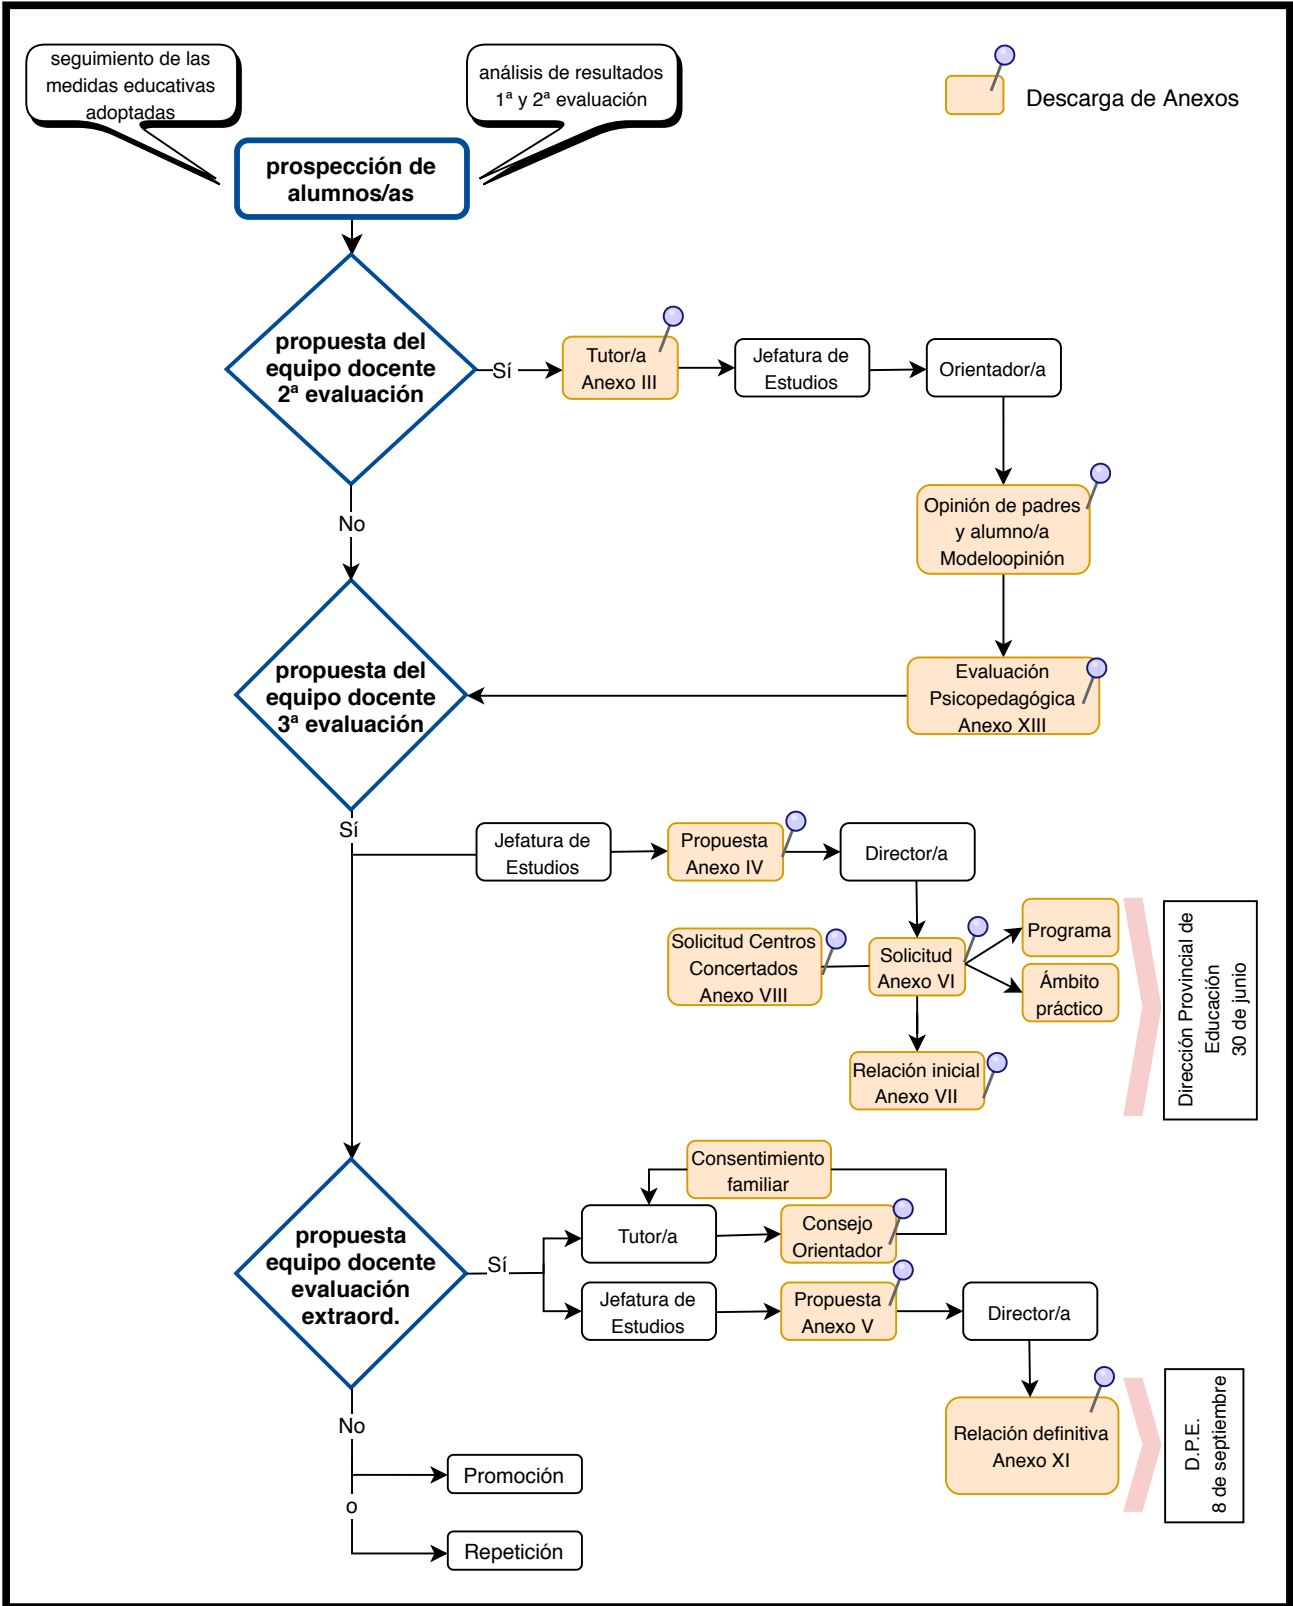 seguimiento de las
medidas educativas
adoptadas
análisis de resultados
1ª y 2ª evaluación
Descarga de Anexos
prospección de
alumnos/as
propuesta del
equipo docente
2ª evaluación
Sí
Tutor/a
Anexo III
Jefatura de
Estudios
Orientador/a
No
Opinión de padres
y alumno/a
Modeloopinión
propuesta del
equipo docente
3ª evaluación
Evaluación
Psicopedagógica
Anexo XIII
Sí
Jefatura de
Estudios
Propuesta
Anexo IV
Director/a
Solicitud Centros
Concertados
Anexo VIII
Solicitud
Anexo VI
Programa
Ámbito
práctico
Relación inicial
Anexo VII
Dirección Provincial de
Educación
30 de junio
Consentimiento
familiar
propuesta
equipo docente
evaluación
extraord.
Sí
Tutor/a
Consejo
Orientador
Jefatura de
Estudios
Propuesta
Anexo V
Director/a
Relación definitiva
Anexo XI
D.P.E.
8 de septiembre
No
Promoción
o
Repetición